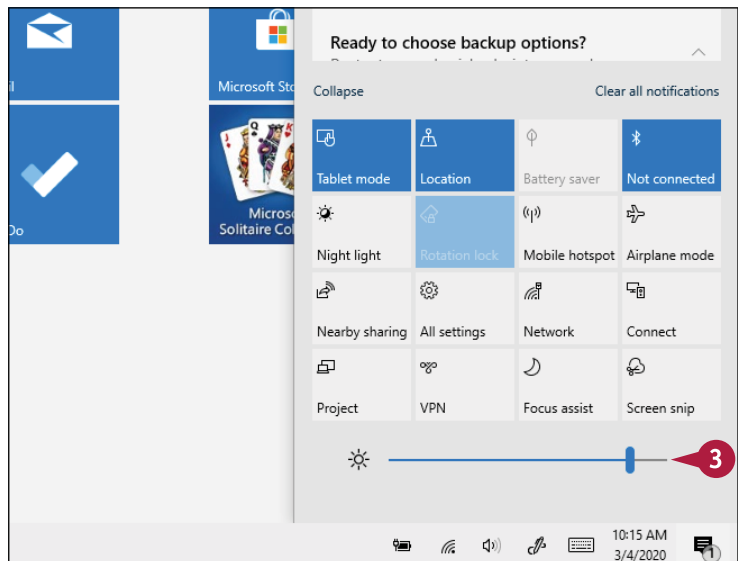 Ready to choose backup options?
Collapse Clear all notifications
Microsoft Sto
Tablet mode Location Battery saver Not connected
Microso
Solitaire Col
Do
Night light Rotation lock Mobile hotspot Airplane mode
Nearby sharing All settings Network Connect
Project VPN Focus assist Screen snip
3
10:15 AM
3/4/2020
1